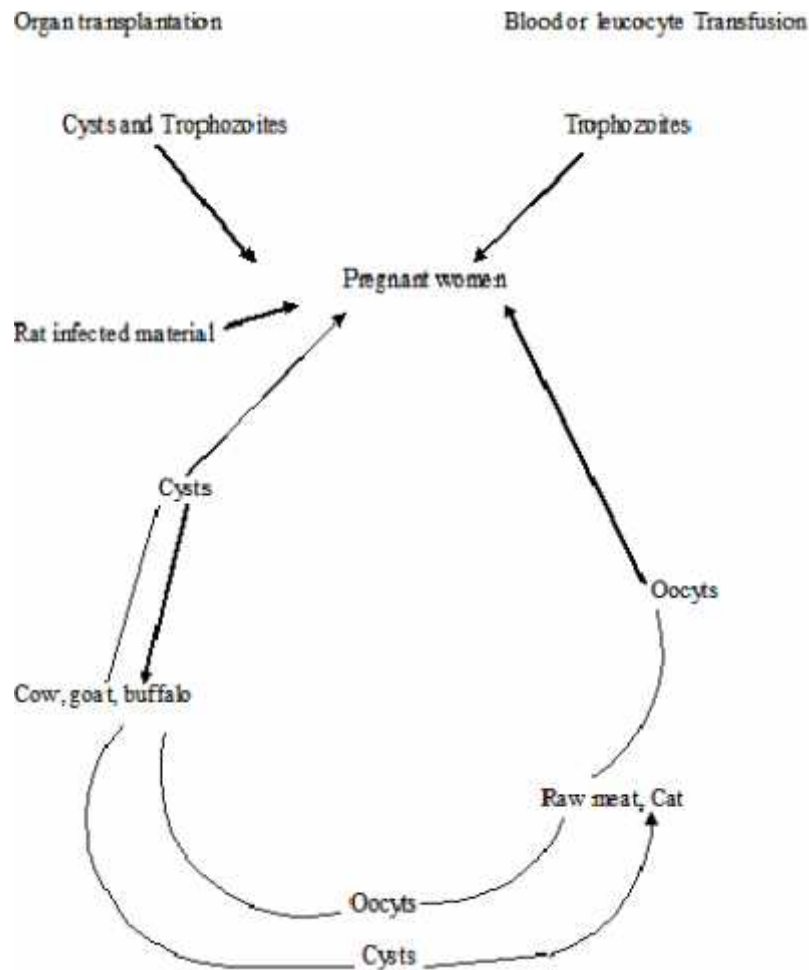 Organ transplantation
Blood or leucocyte Transfusion
Cysts and Trophozoites
Trophozoites
Pregnant women
Rat infected material
Cysts
Oocyts
Cow, goat, buffalo
Raw meat, Cat
Oocyts
Cysts